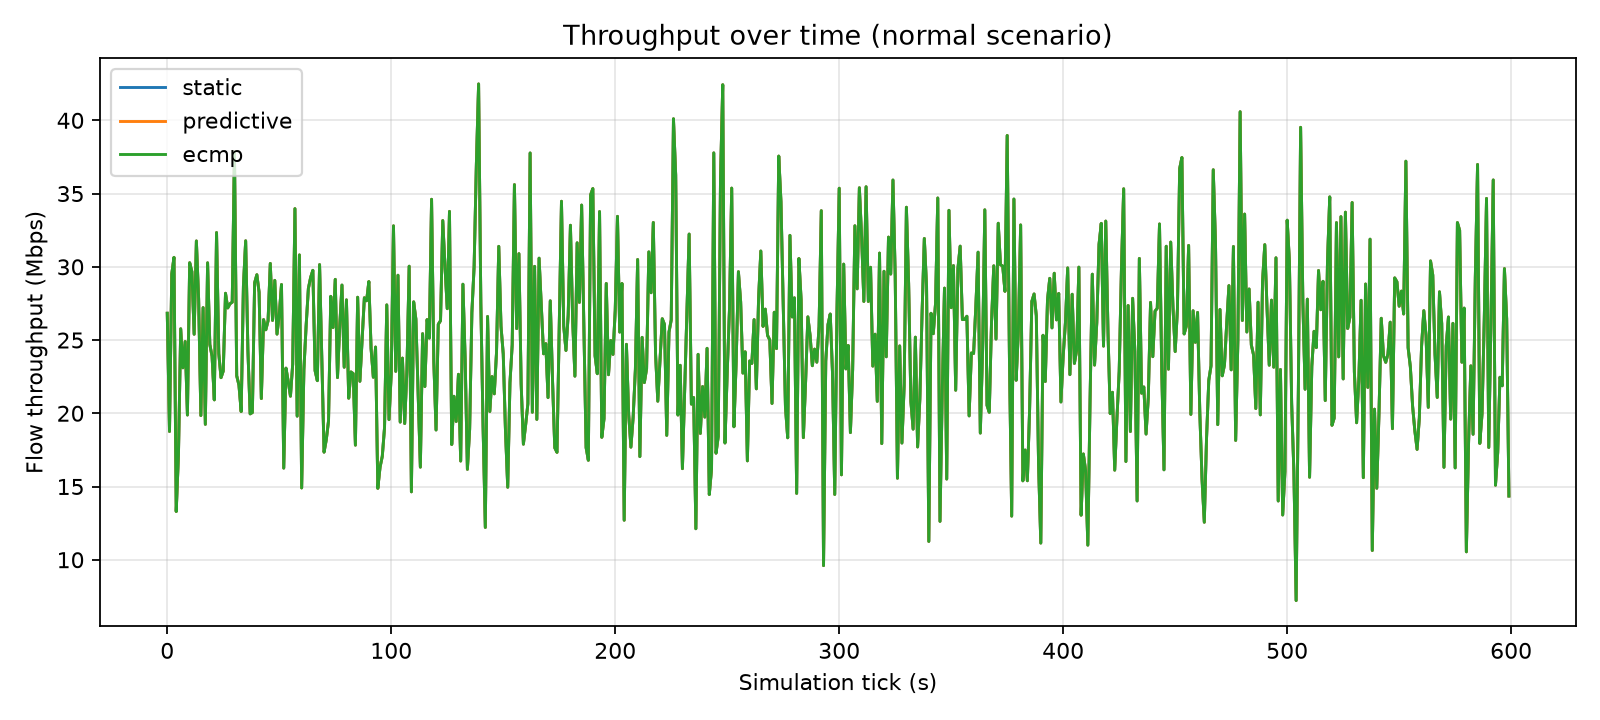 Throughput over time (normal scenario)
static
predictive
ecmp
Flow throughput (Mbps)
40
35
30
25
20
15
10
0 100 200 300 400 500 600
Simulation tick (s)